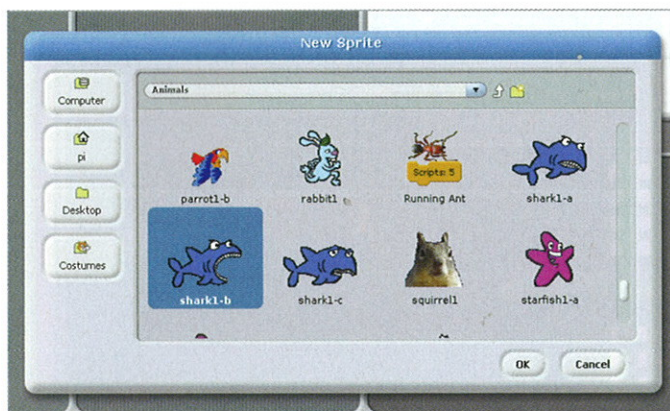 New Sprite
Computer
pi
Desktop
Costumes
Animals
parrot1-b
rabbit1
Scripts: 5
Running Ant
shark1-a
shark1-b
shark1-c
squirrel1
starfish1-a
OK
Cancel